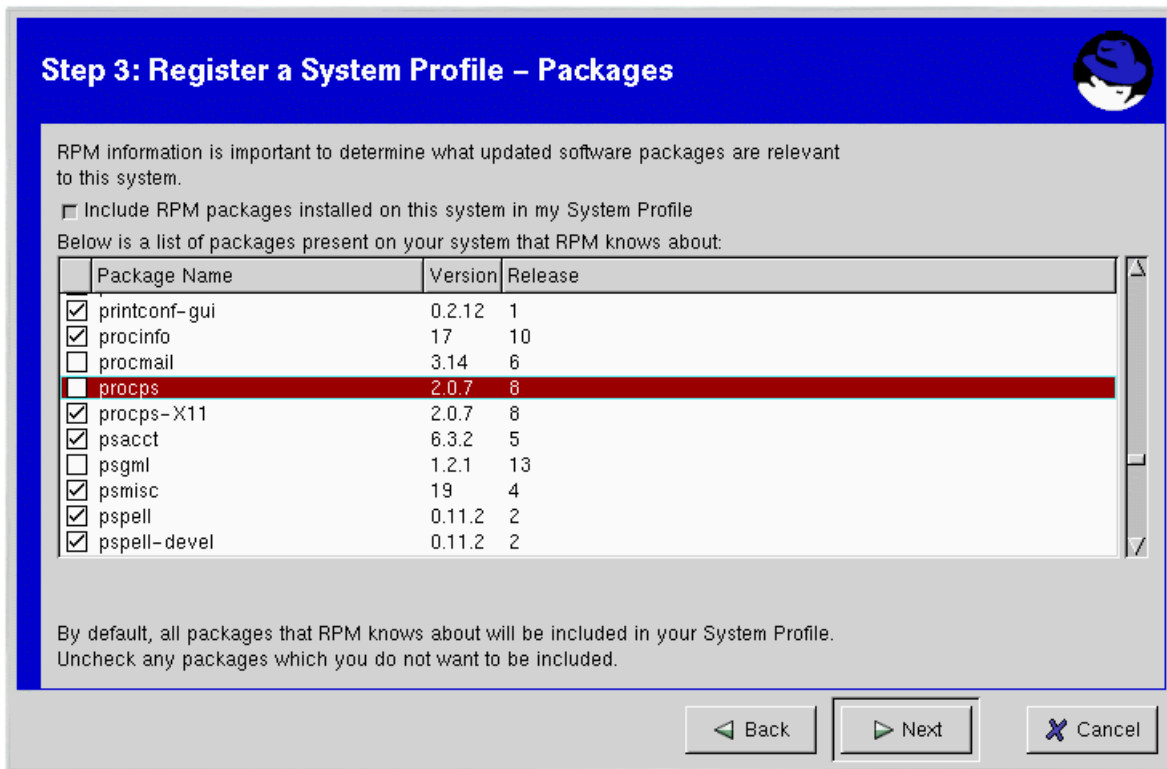 Step 3: Register a System Profile – Packages
RPM information is important to determine what updated software packages are relevant
to this system.
Include RPM packages installed on this system in my System Profile
Below is a list of packages present on your system that RPM knows about:
Package Name Version Release
printconf-gui 0.2.12 1
procinfo 17 10
procmail 3.14 6
procps 2.0.7 8
procps-X11 2.0.7 8
psacct 6.3.2 5
psgml 1.2.1 13
psmisc 19 4
pspell 0.11.2 2
pspell-devel 0.11.2 2
By default, all packages that RPM knows about will be included in your System Profile.
Uncheck any packages which you do not want to be included.
Back Next Cancel